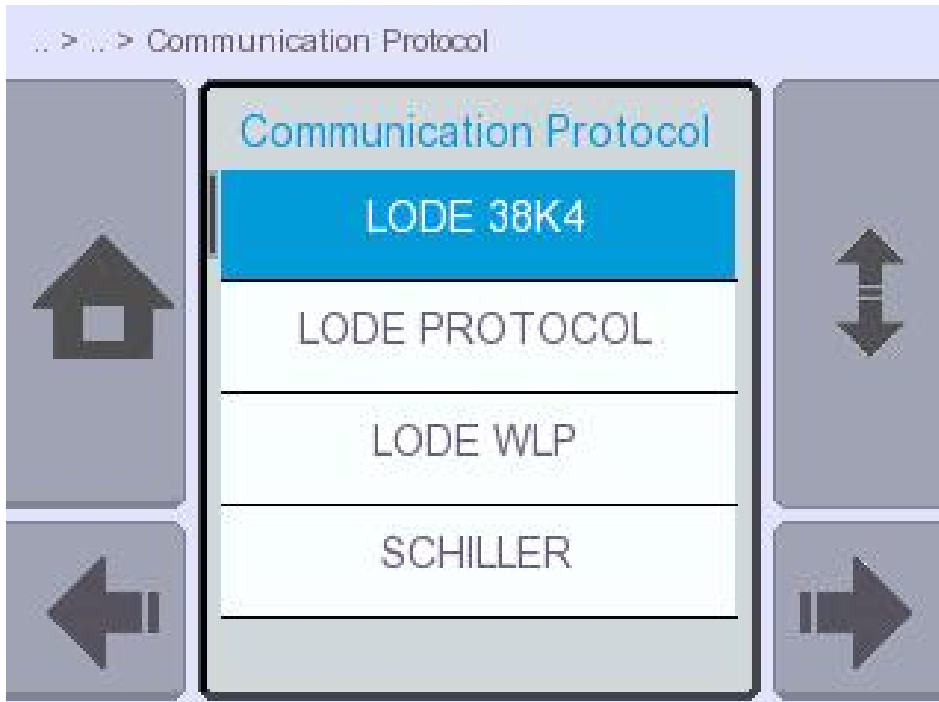 .. > .. > Communication Protocol
Communication Protocol
LODE 38K4
LODE PROTOCOL
LODE WLP
SCHILLER